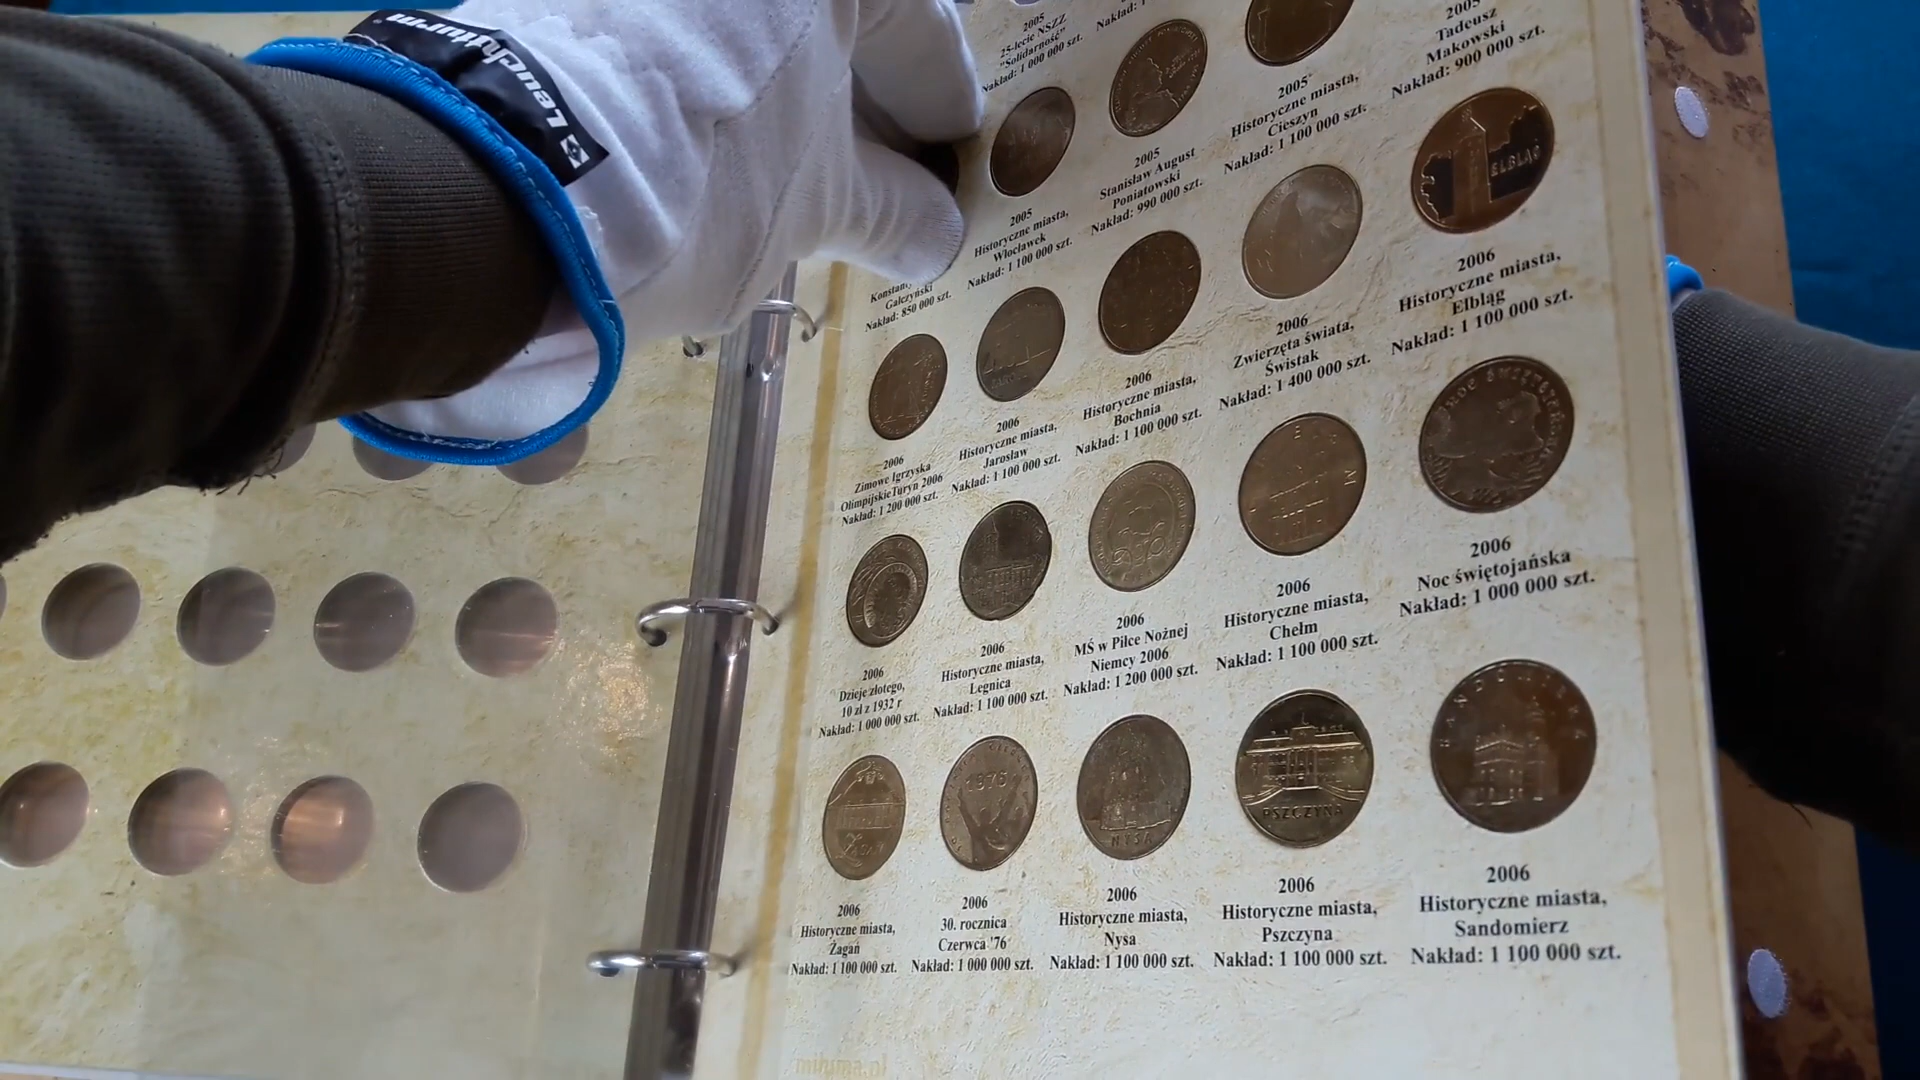 Leuchtturm
2005
25-lecie NSZZ
"Solidarność"
Nakład: 1 000 000 szt.
Nakład: 1
2005
Historyczne miasta,
Cieszyn
Nakład: 1 100 000 szt.
2005
Tadeusz
Makowski
Nakład: 900 000 szt.
Gałczyński
Nakład: 850 000 szt.
2005
Historyczne miasta,
Włocławek
Nakład: 1 100 000 szt.
2005
Stanisław August
Poniatowski
Nakład: 990 000 szt.
2006
Zwierzęta świata,
Świstak
Nakład: 1 400 000 szt.
ELBLĄG
2006
Historyczne miasta,
Elbląg
Nakład: 1 100 000 szt.
2006
Zimowe Igrzyska
OlimpijskieTuryn 2006
Nakład: 1 200 000 szt.
2006
Historyczne miasta,
Jarosław
Nakład: 1 100 000 szt.
2006
Historyczne miasta,
Bochnia
Nakład: 1 100 000 szt.
2006
Historyczne miasta,
Chełm
Nakład: 1 100 000 szt.
2006
Noc świętojańska
Nakład: 1 000 000 szt.
2006
Dzieje złotego,
10 zł z 1932 r
Nakład: 1 000 000 szt.
2006
Historyczne miasta,
Legnica
Nakład: 1 100 000 szt.
2006
MŚ w Piłce Nożnej
Niemcy 2006
Nakład: 1 200 000 szt.
1976
NYSA
PSZCZYNA
2006
Historyczne miasta,
Żagań
Nakład: 1 100 000 szt.
2006
30. rocznica
Czerwca '76
Nakład: 1 000 000 szt.
2006
Historyczne miasta,
Nysa
Nakład: 1 100 000 szt.
2006
Historyczne miasta,
Pszczyna
Nakład: 1 100 000 szt.
2006
Historyczne miasta,
Sandomierz
Nakład: 1 100 000 szt.